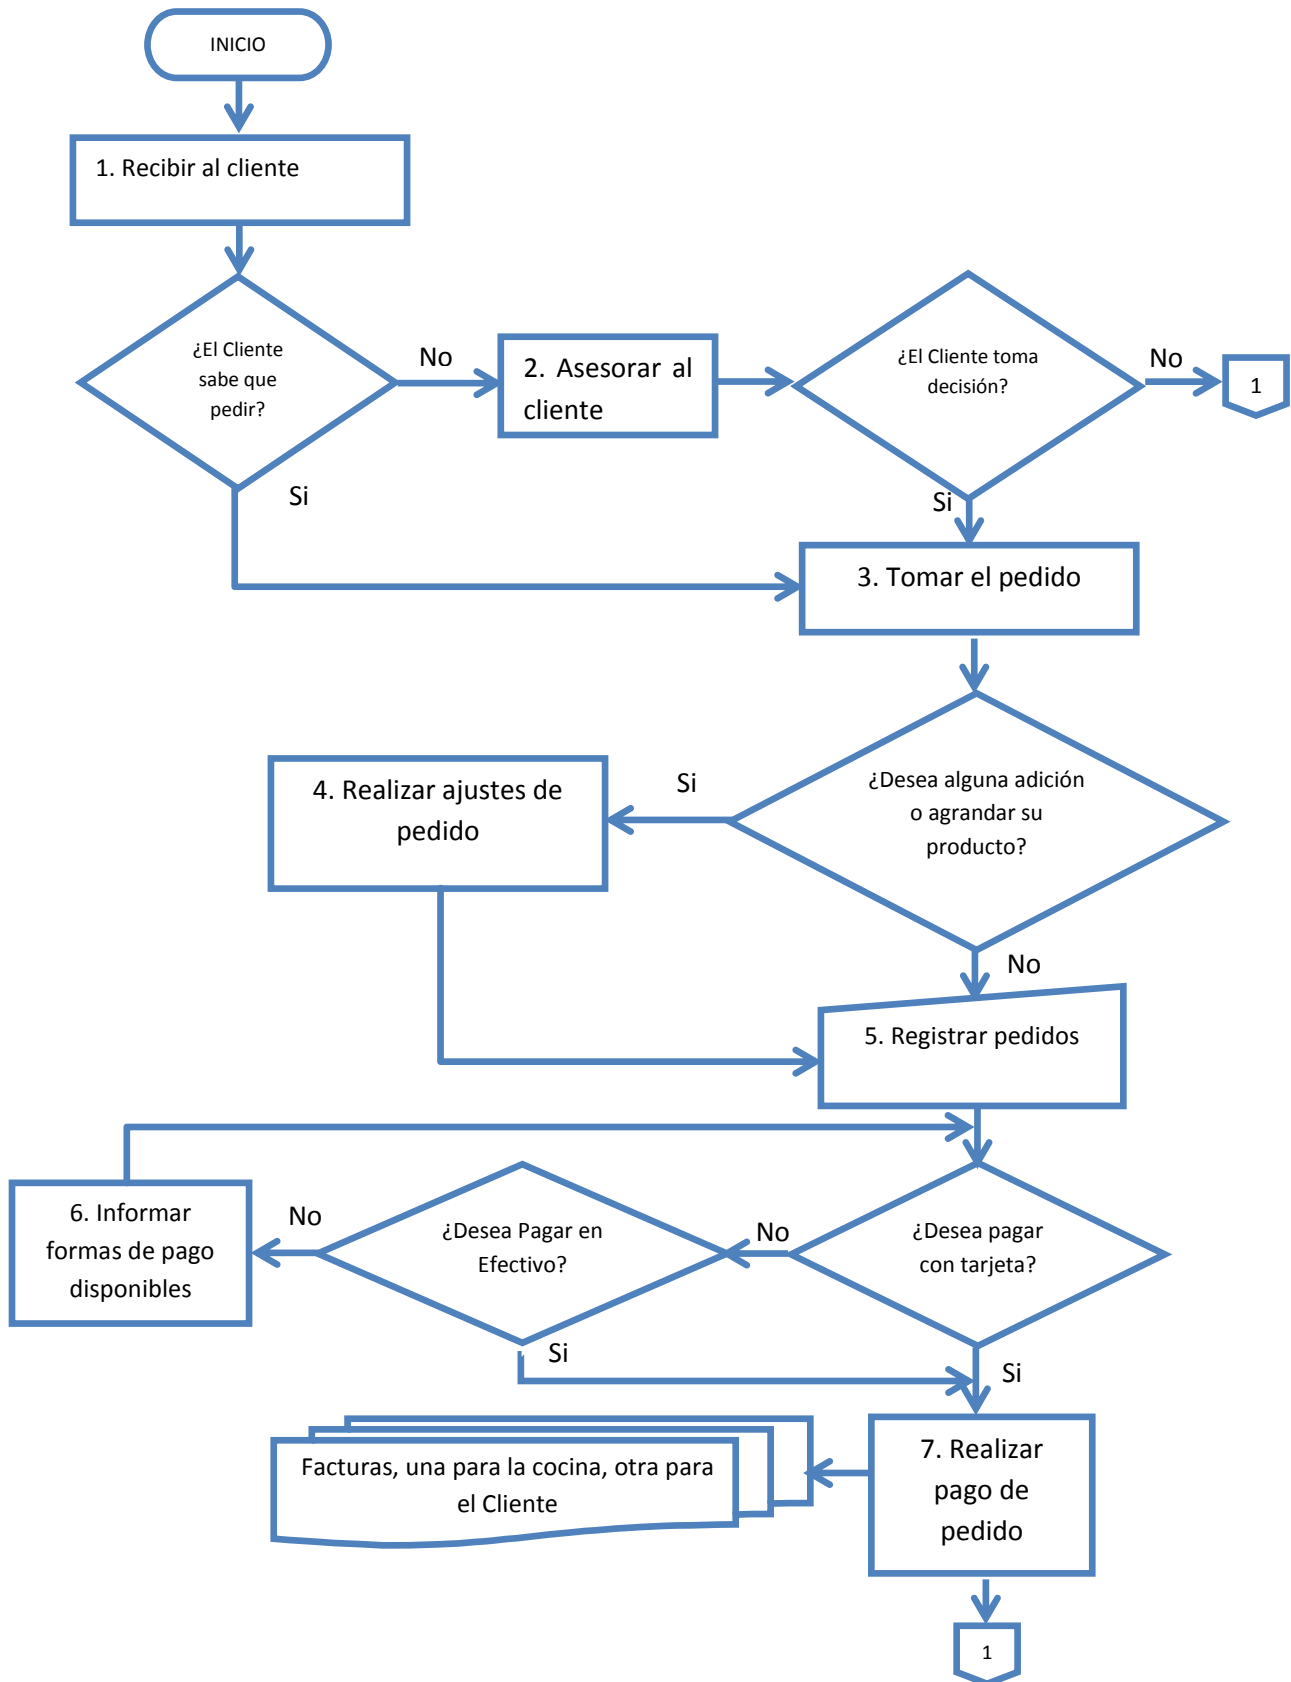 INICIO
1. Recibir al cliente
¿El Cliente
sabe que
pedir?
No
2. Asesorar al
cliente
¿El Cliente toma
decisión?
No
1
Si
Si
3. Tomar el pedido
¿Desea alguna adición
o agrandar su
producto?
Si
4. Realizar ajustes de
pedido
No
5. Registrar pedidos
¿Desea pagar
con tarjeta?
No
¿Desea Pagar en
Efectivo?
No
6. Informar
formas de pago
disponibles
Si
Si
7. Realizar
pago de
pedido
Facturas, una para la cocina, otra para
el Cliente
1